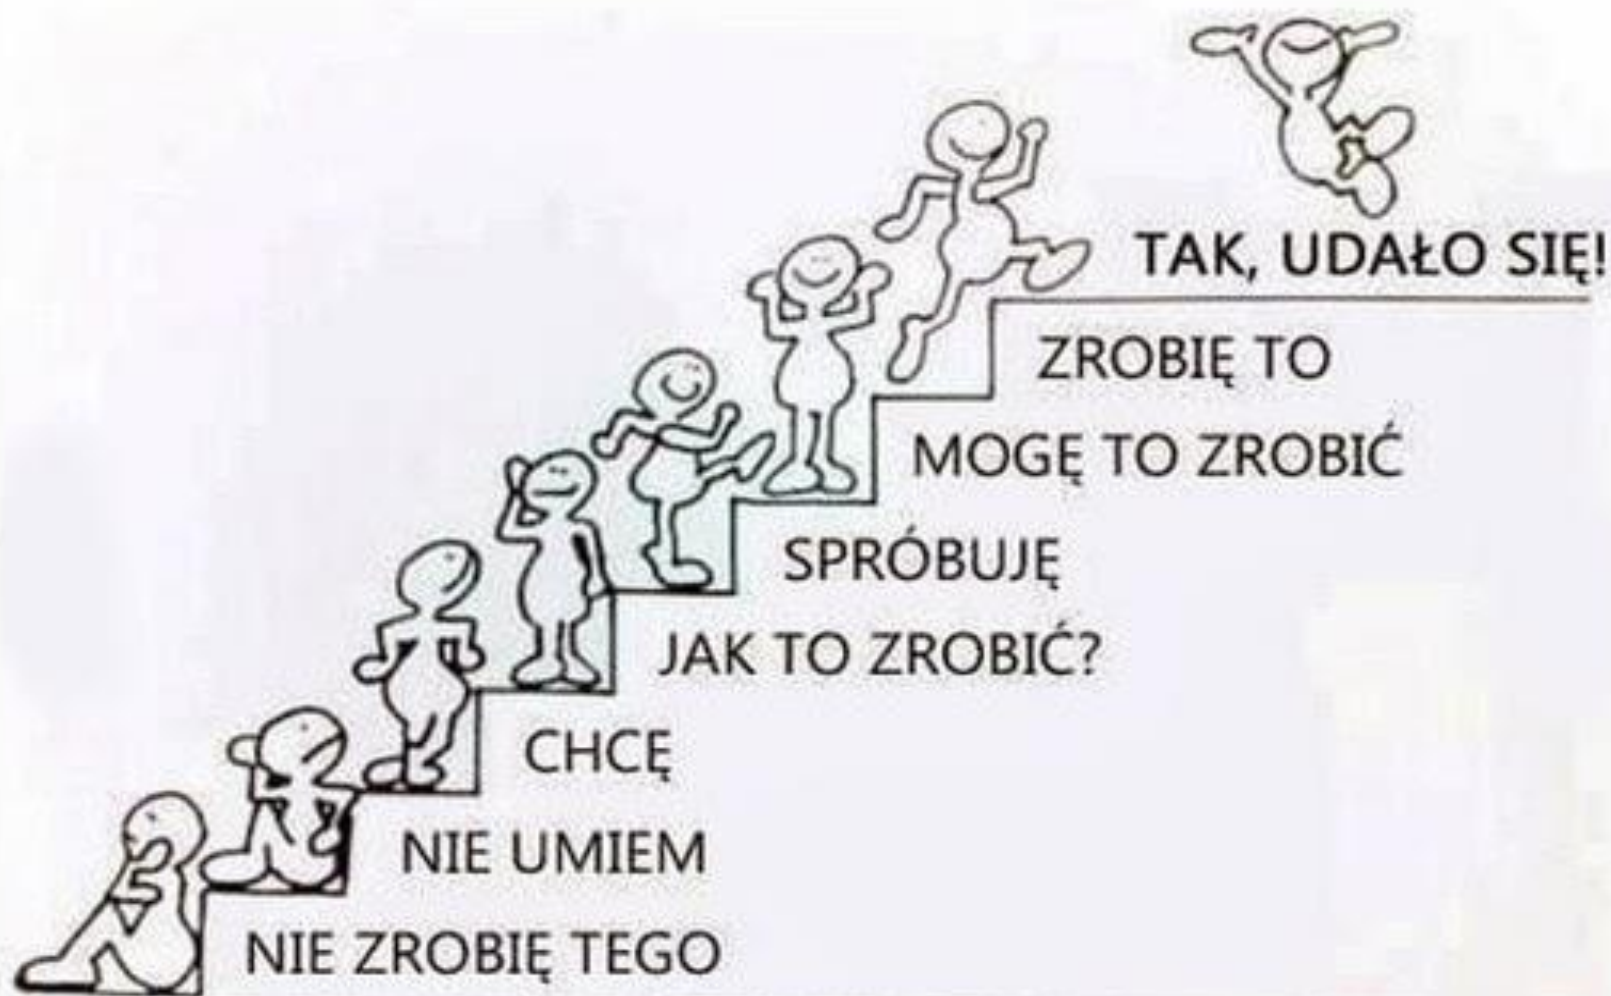 TAK, UDAŁO SIĘ!
ZROBIĘ TO
MOGĘ TO ZROBIĆ
SPRÓBUJĘ
JAK TO ZROBIĆ?
CHCĘ
NIE UMIEM
NIE ZROBIĘ TEGO